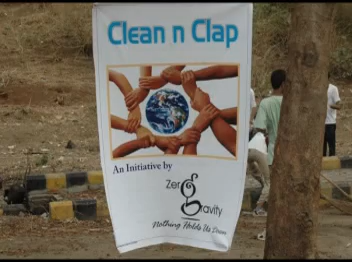 Clean n Clap
An Initiative by
Zero Gravity
Nothing Holds Us Down